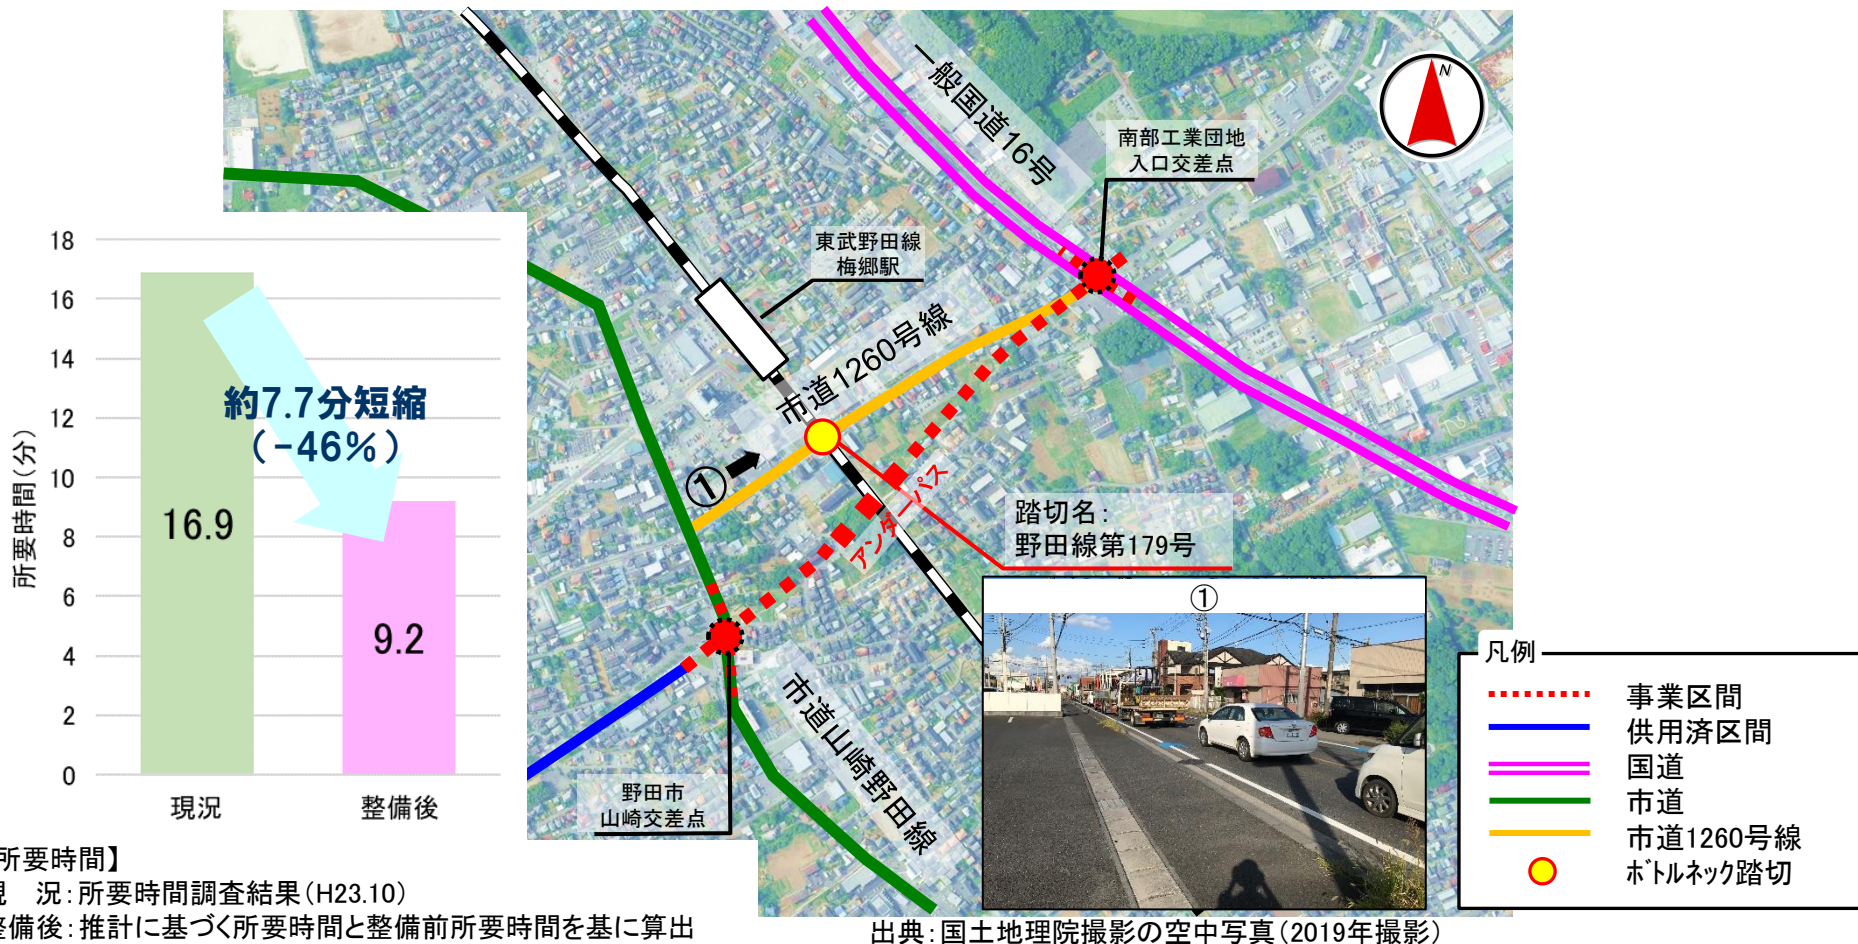 一般国道16号
N
南部工業団地
入口交差点
東武野田線
梅郷駅
市道1260号線
①
アンダーパス
踏切名：
野田線第179号
①
市道山崎野田線
野田市
山崎交差点
所要時間（分）
18
16
14
12
10
8
6
4
2
0
約7.7分短縮
（-46%）
16.9
9.2
現況
整備後
凡例
事業区間
供用済区間
国道
市道
市道1260号線
ﾎﾞﾄﾙﾈｯｸ踏切
所要時間】
現　況：所要時間調査結果（H23.10）
整備後：推計に基づく所要時間と整備前所要時間を基に算出
出典：国土地理院撮影の空中写真（2019年撮影）